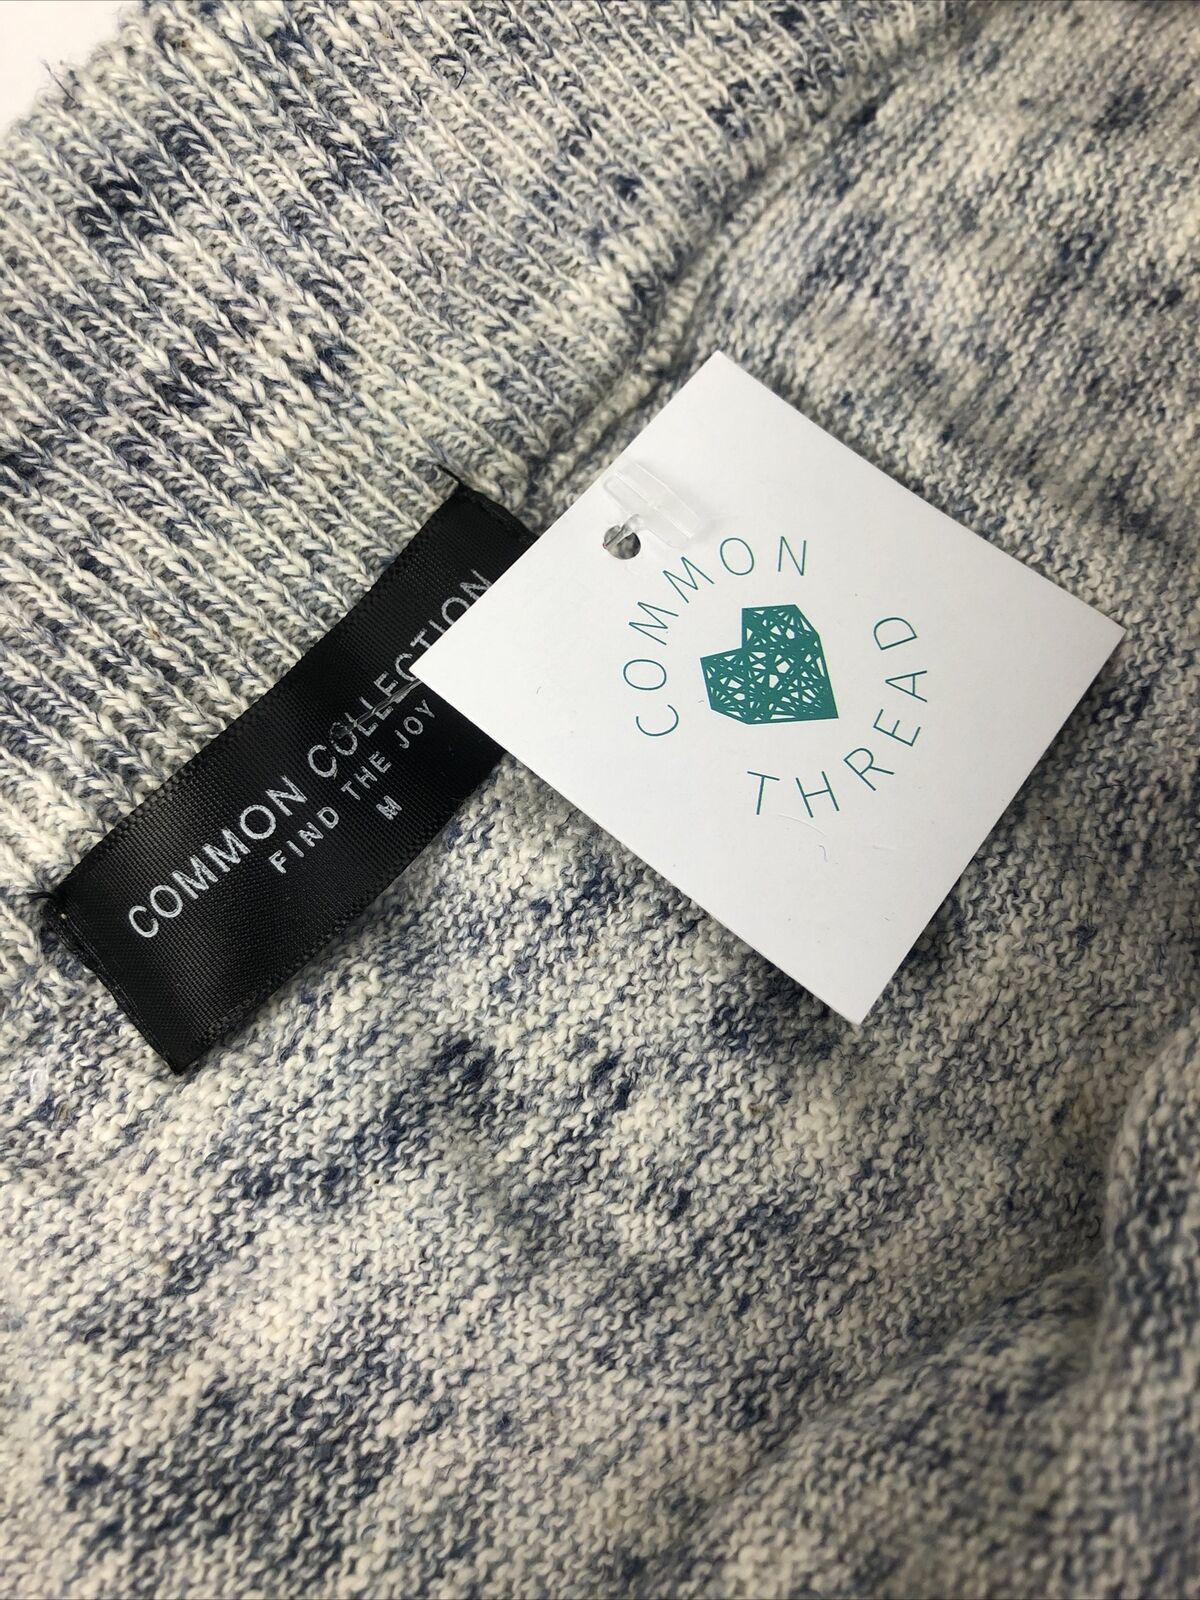 COMMON COLLECTION
FIND THE JOY
M
COMMON
THREAD